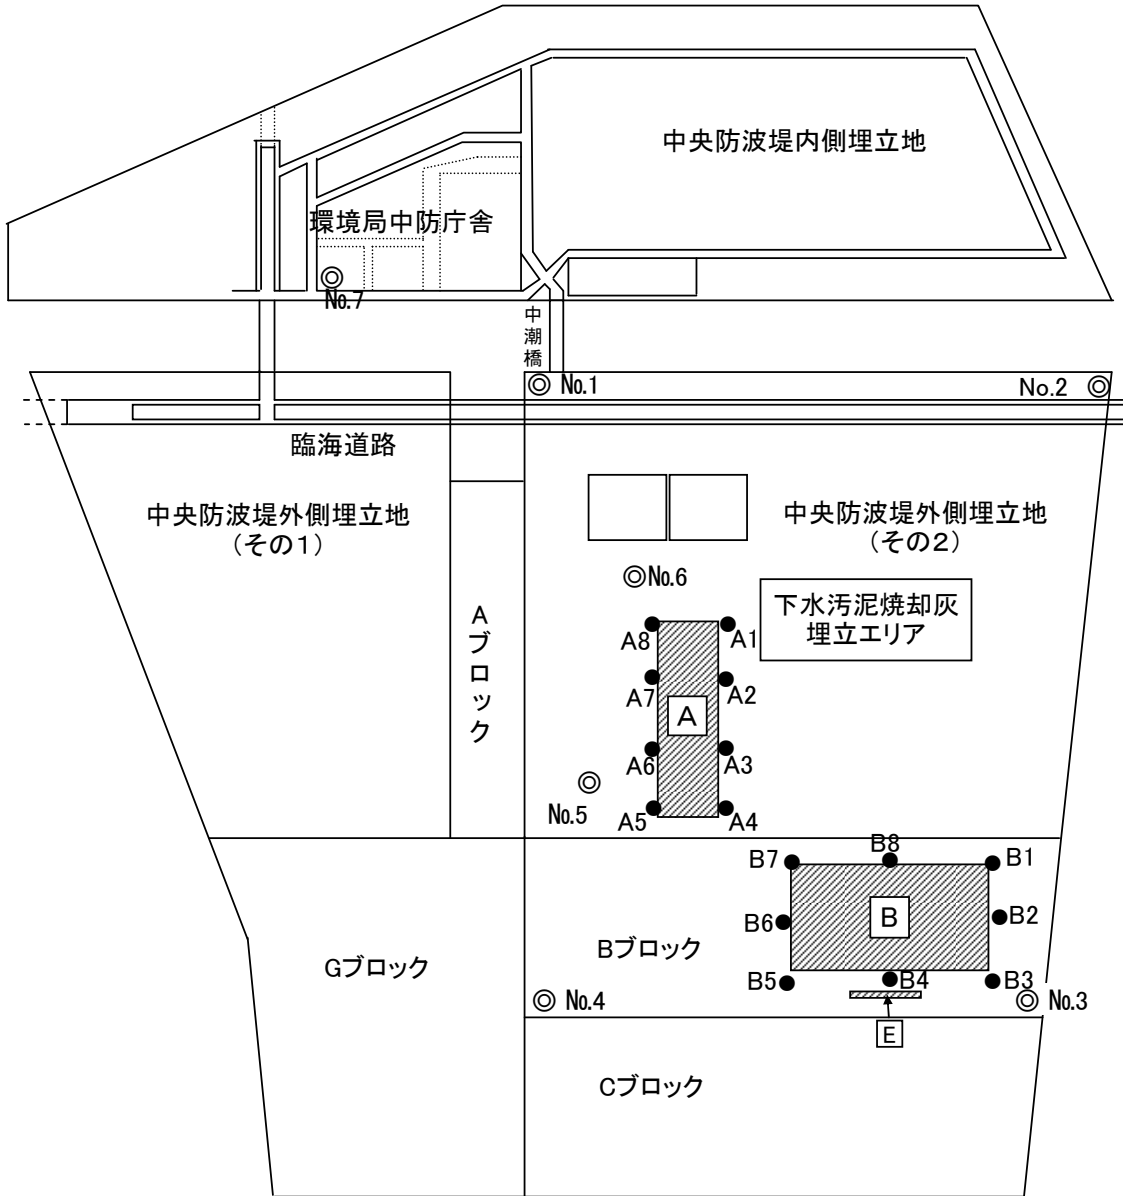 中央防波堤内側埋立地
環境局中防庁舎
No.7
中潮橋
No.1
No.2
臨海道路
中央防波堤外側埋立地
(その1)
中央防波堤外側埋立地
(その2)
No.6
下水汚泥焼却灰
埋立エリア
Aブロック
A8
A1
A7
A2
A
A6
A3
No.5
A5
A4
B7
B8
B1
B6
B
B2
Bブロック
Gブロック
B5
B4
B3
No.4
No.3
E
Cブロック